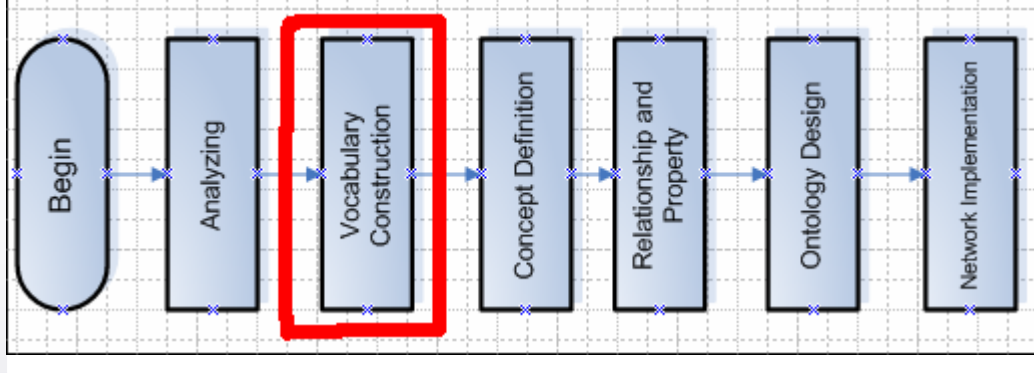 Begin
Analyzing
Vocabulary
Construction
Concept Definition
Relationship and
Property
Ontology Design
Network Implementation